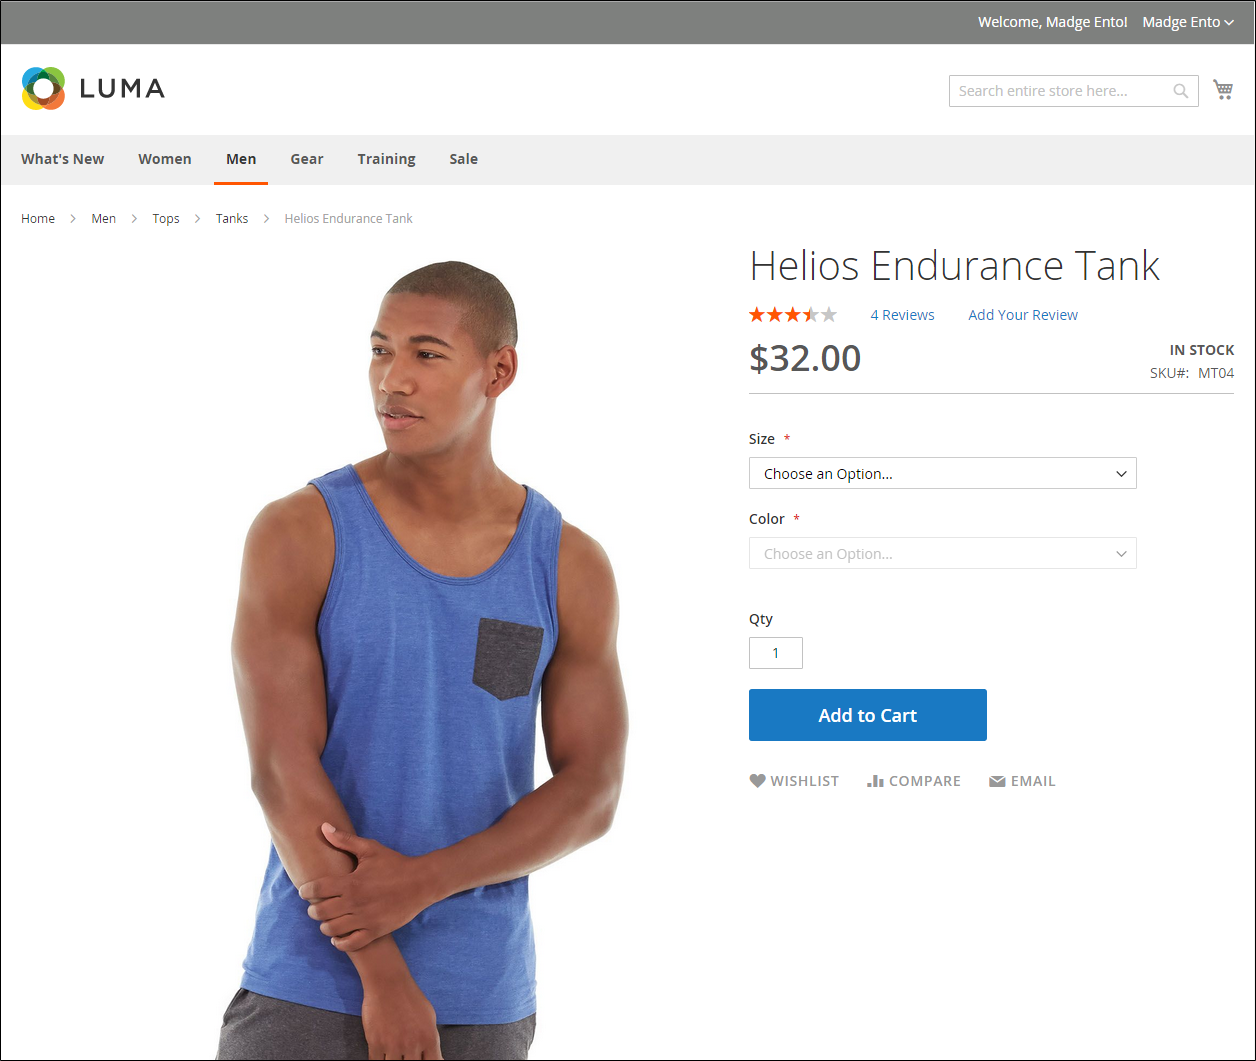 Welcome, Madge Ento! Madge Ento
LUMA
Search entire store here...
What's New Women Men Gear Training Sale
Home > Men > Tops > Tanks > Helios Endurance Tank
Helios Endurance Tank
4 Reviews Add Your Review
$32.00
IN STOCK
SKU#: MT04
Size *
Choose an Option...
Color *
Choose an Option...
Qty
1
Add to Cart
WISHLIST COMPARE EMAIL